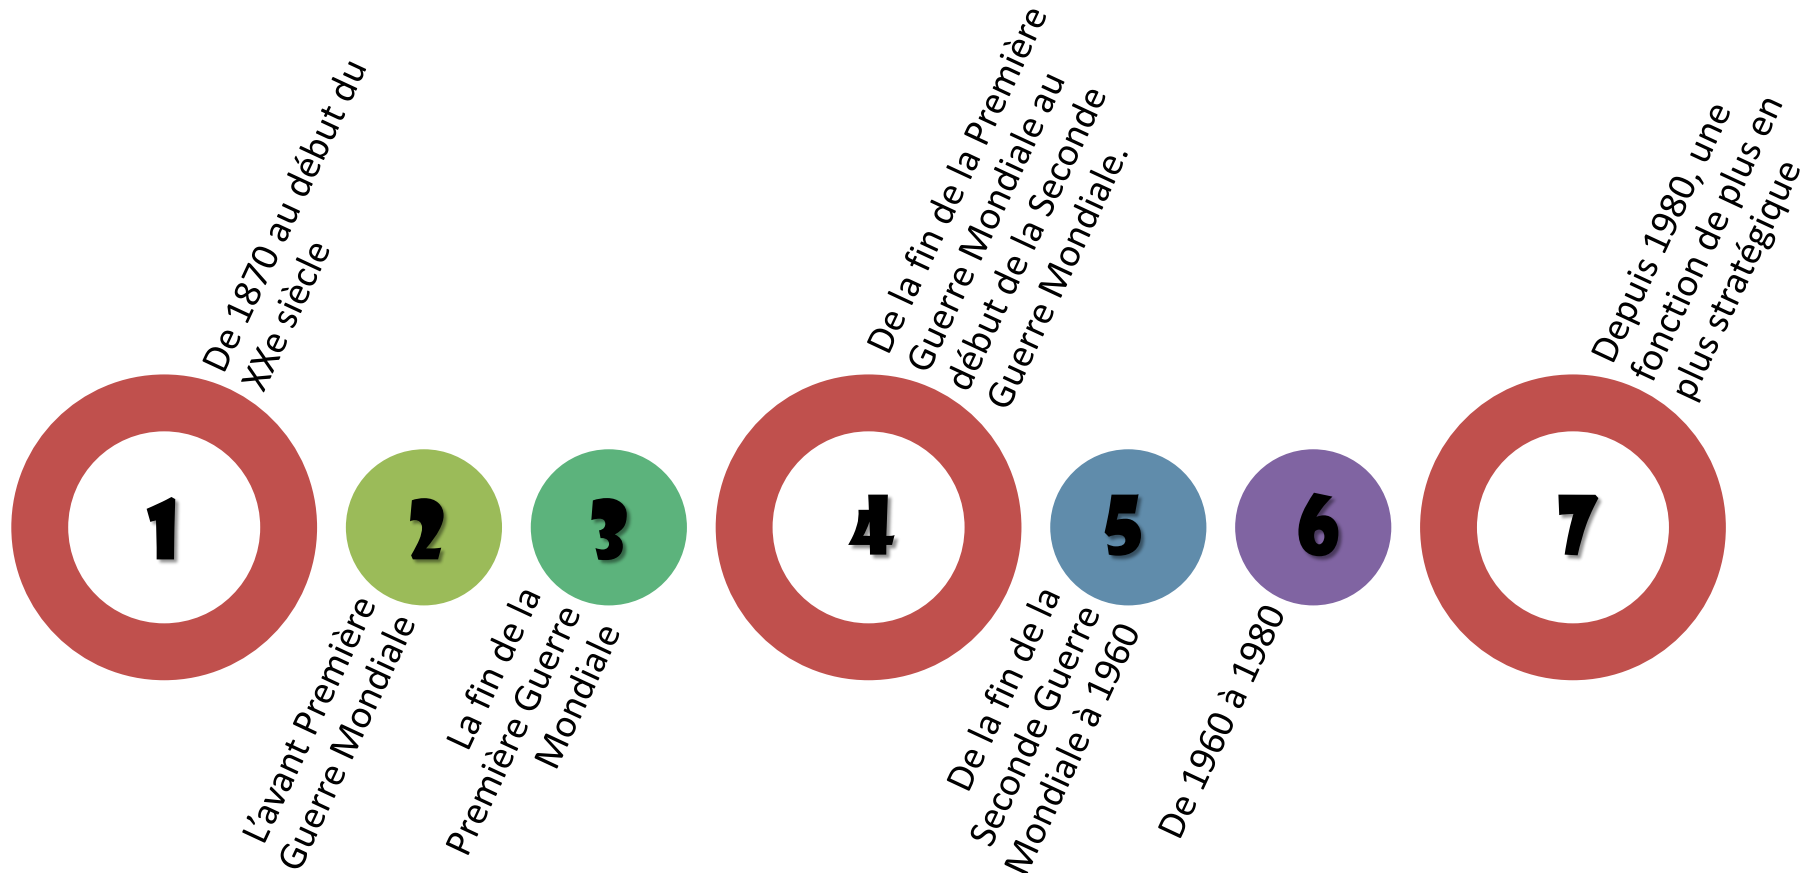 1
De 1870 au début du
XXe siècle
2
L'avant Première
Guerre Mondiale
3
La fin de la
Première Guerre
Mondiale
4
De la fin de la Première
Guerre Mondiale au
début de la Seconde
Guerre Mondiale.
5
De la fin de la
Seconde Guerre
Mondiale à 1960
6
De 1960 à 1980
7
Depuis 1980, une
fonction de plus en
plus stratégique